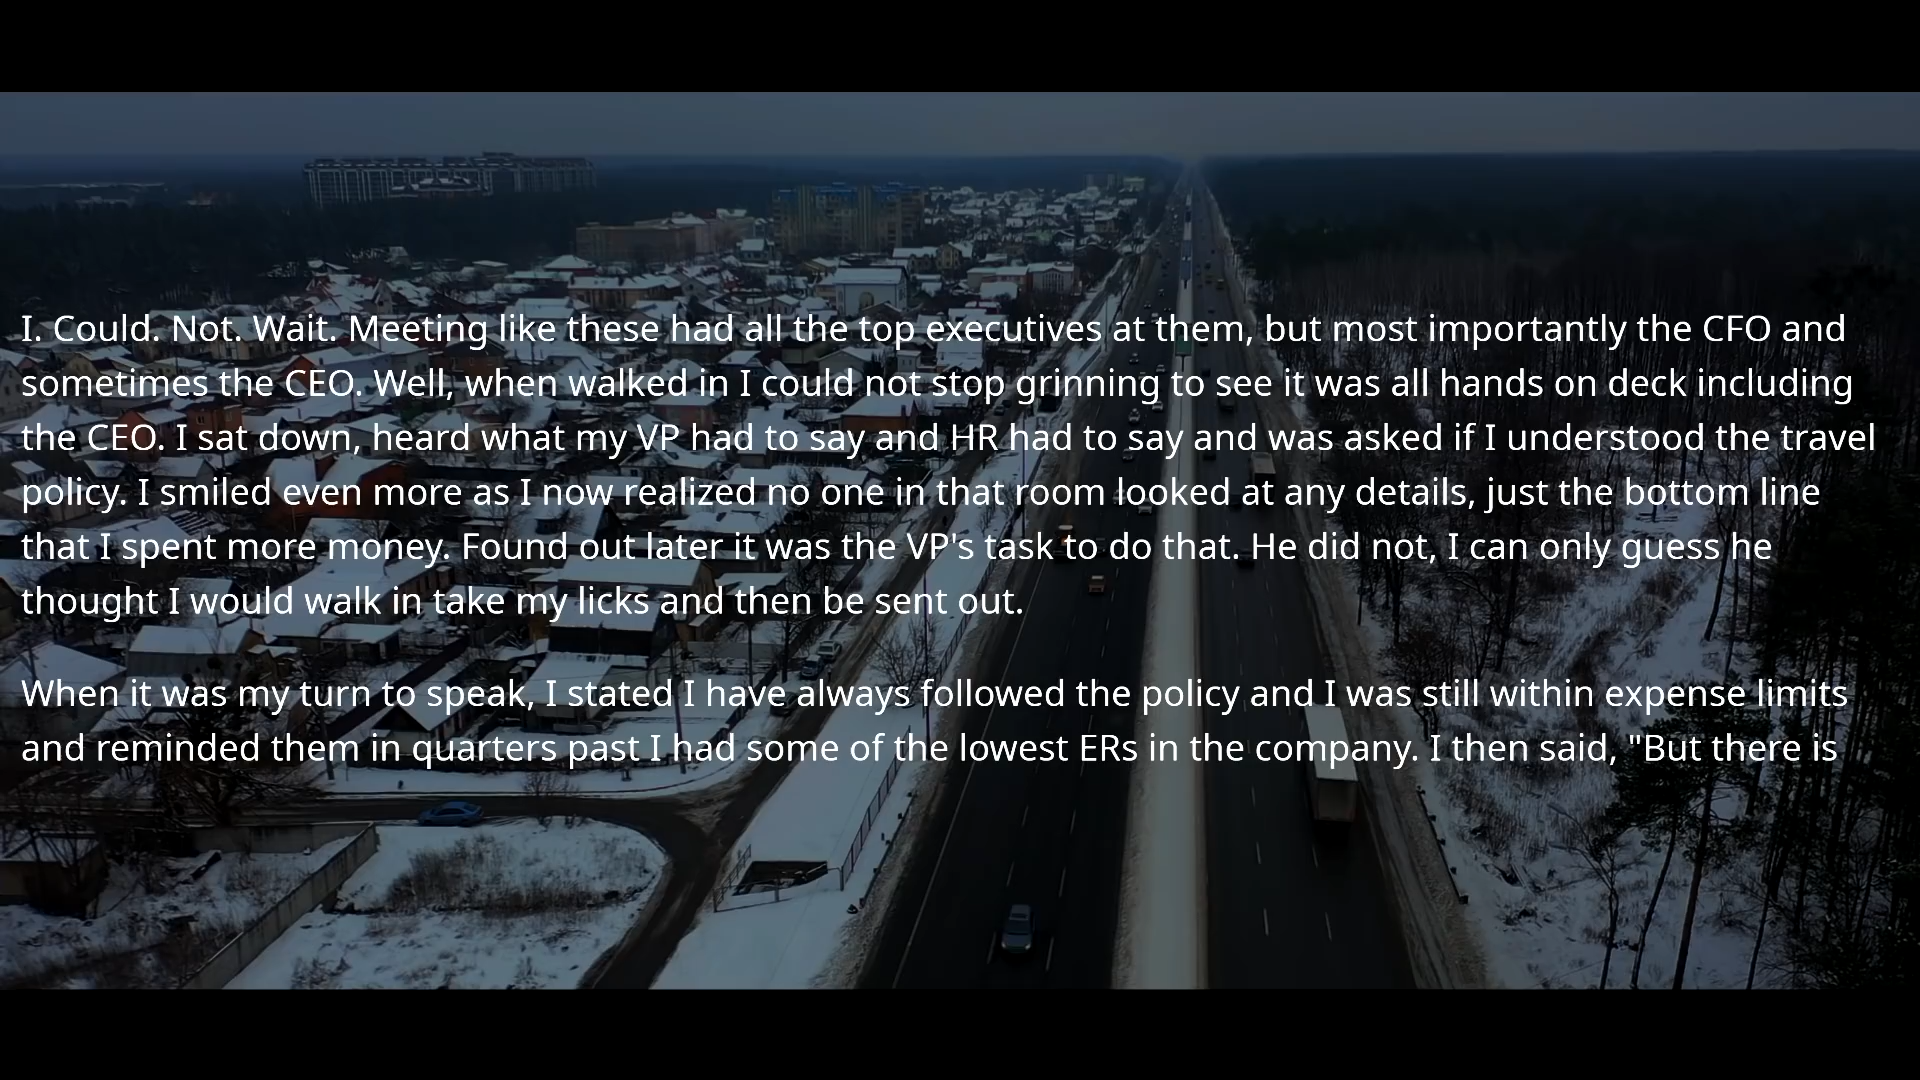 I. Could. Not. Wait. Meeting like these had all the top executives at them, but most importantly the CFO and
sometimes the CEO. Well, when walked in I could not stop grinning to see it was all hands on deck including
the CEO. I sat down, heard what my VP had to say and HR had to say and was asked if I understood the travel
policy. I smiled even more as I now realized no one in that room looked at any details, just the bottom line
that I spent more money. Found out later it was the VP's task to do that. He did not, I can only guess he
thought I would walk in take my licks and then be sent out.
When it was my turn to speak, I stated I have always followed the policy and I was still within expense limits
and reminded them in quarters past I had some of the lowest ERs in the company. I then said, "But there is